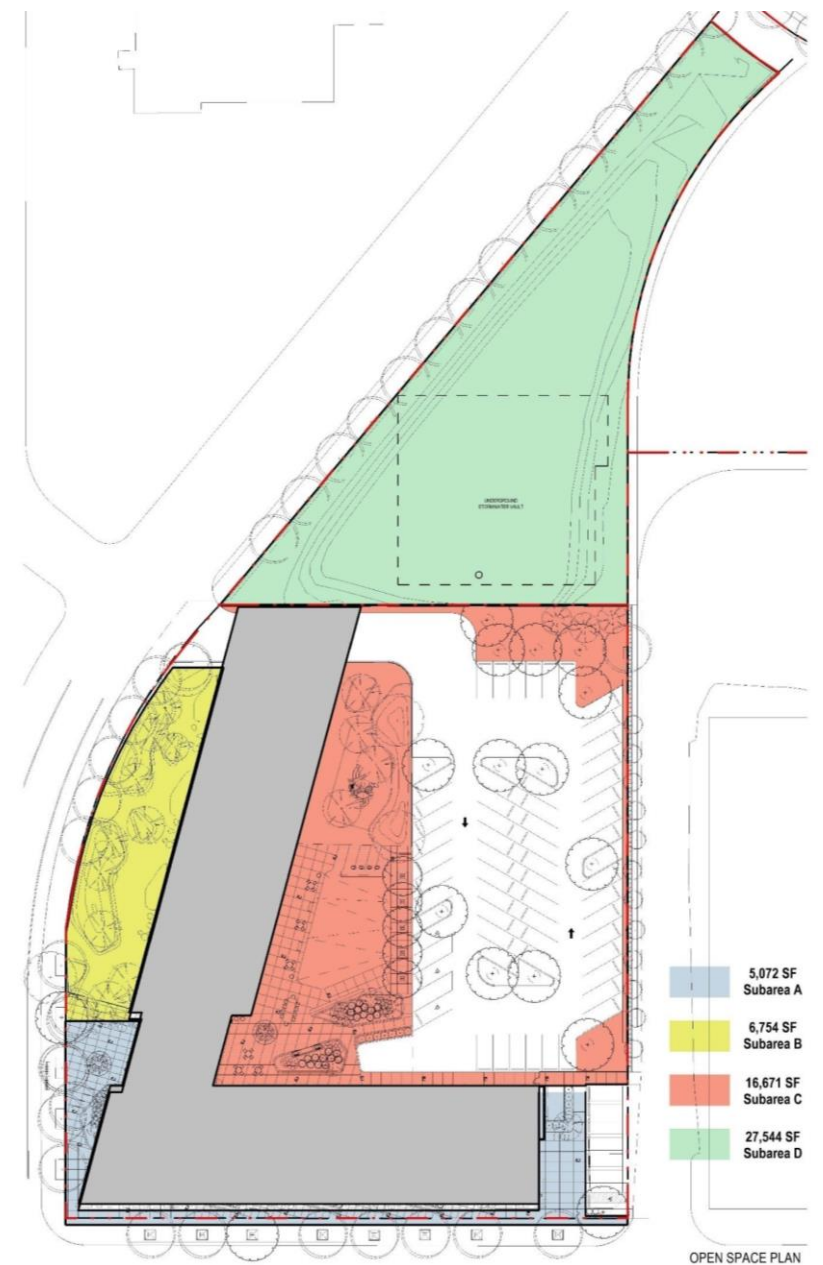 UNDERGROUND
STORMWATER VAULT
5,072 SF
Subarea A
6,754 SF
Subarea B
16,671 SF
Subarea C
27,544 SF
Subarea D
OPEN SPACE PLAN